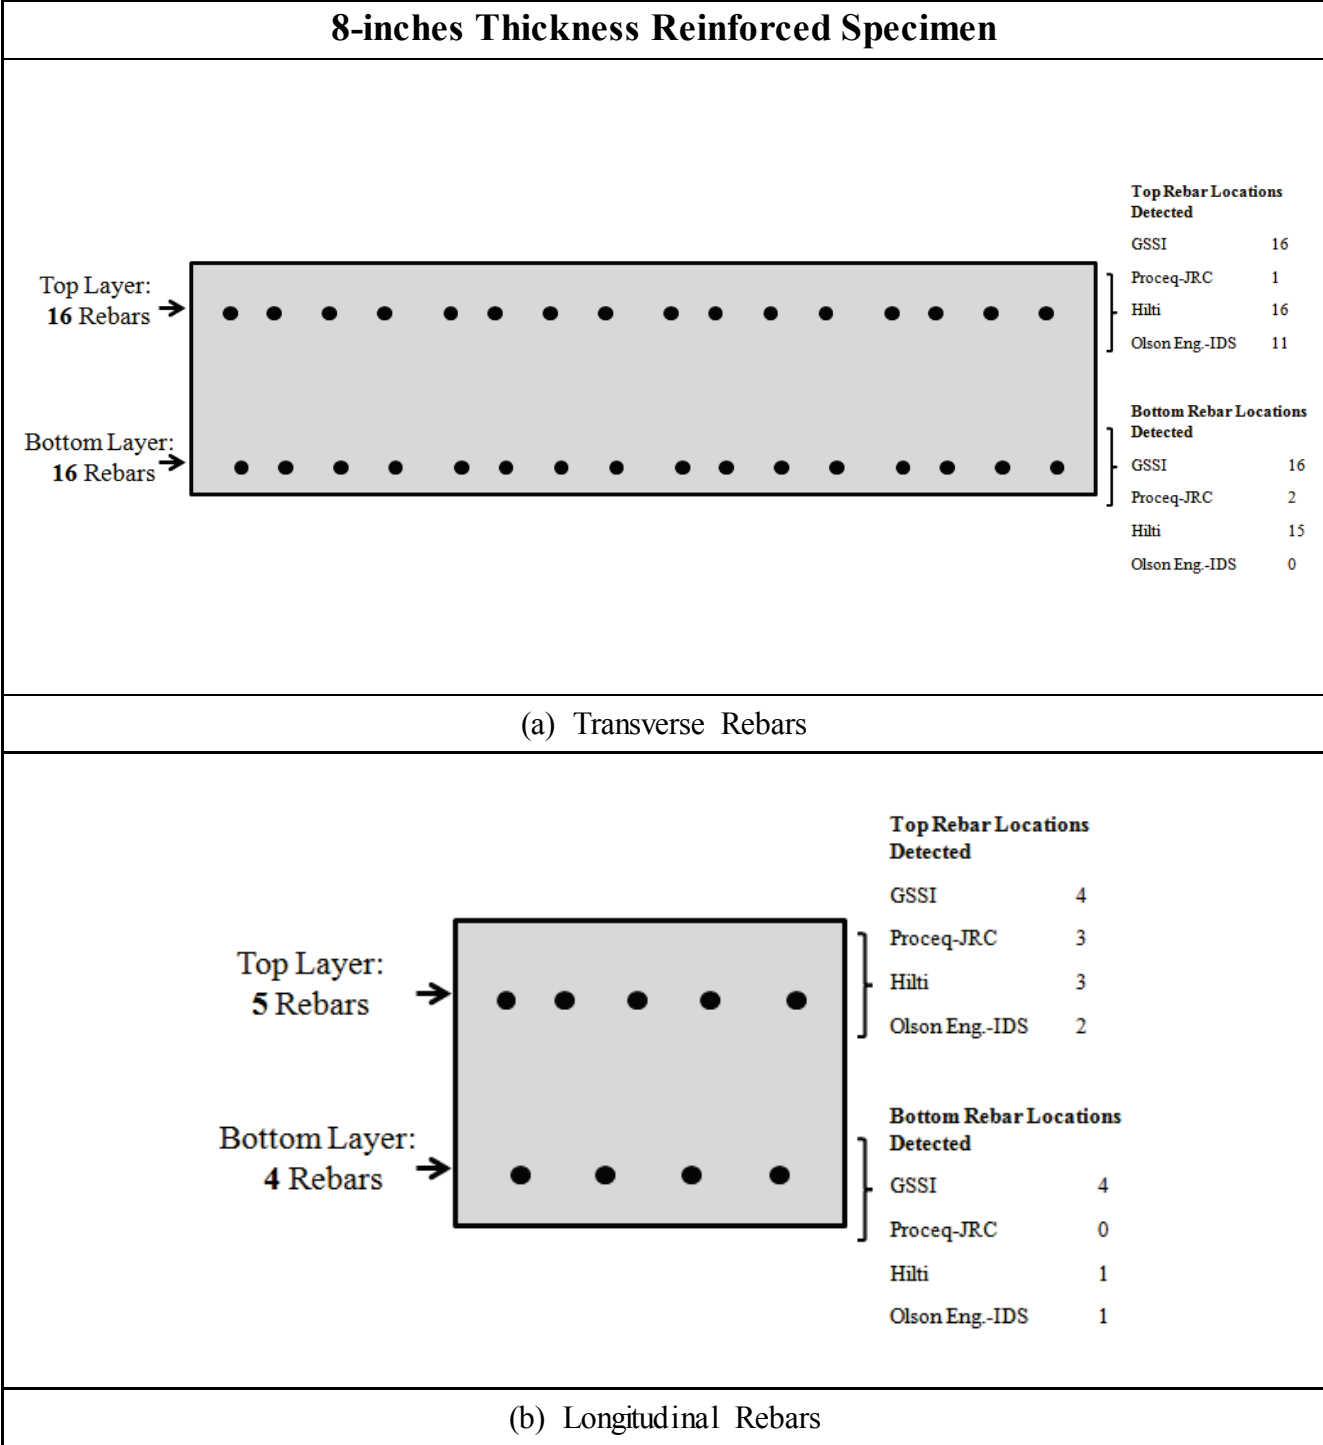 8-inches Thickness Reinforced Specimen
Top Layer:
16 Rebars
Bottom Layer:
16 Rebars
Top Rebar Locations
Detected
GSSI 16
Proceq-JRC 1
Hilti 16
Olson Eng.-IDS 11
Bottom Rebar Locations
Detected
GSSI 16
Proceq-JRC 2
Hilti 15
Olson Eng.-IDS 0
(a) Transverse Rebars
Top Layer:
5 Rebars
Bottom Layer:
4 Rebars
Top Rebar Locations
Detected
GSSI 4
Proceq-JRC 3
Hilti 3
Olson Eng.-IDS 2
Bottom Rebar Locations
Detected
GSSI 4
Proceq-JRC 0
Hilti 1
Olson Eng.-IDS 1
(b) Longitudinal Rebars